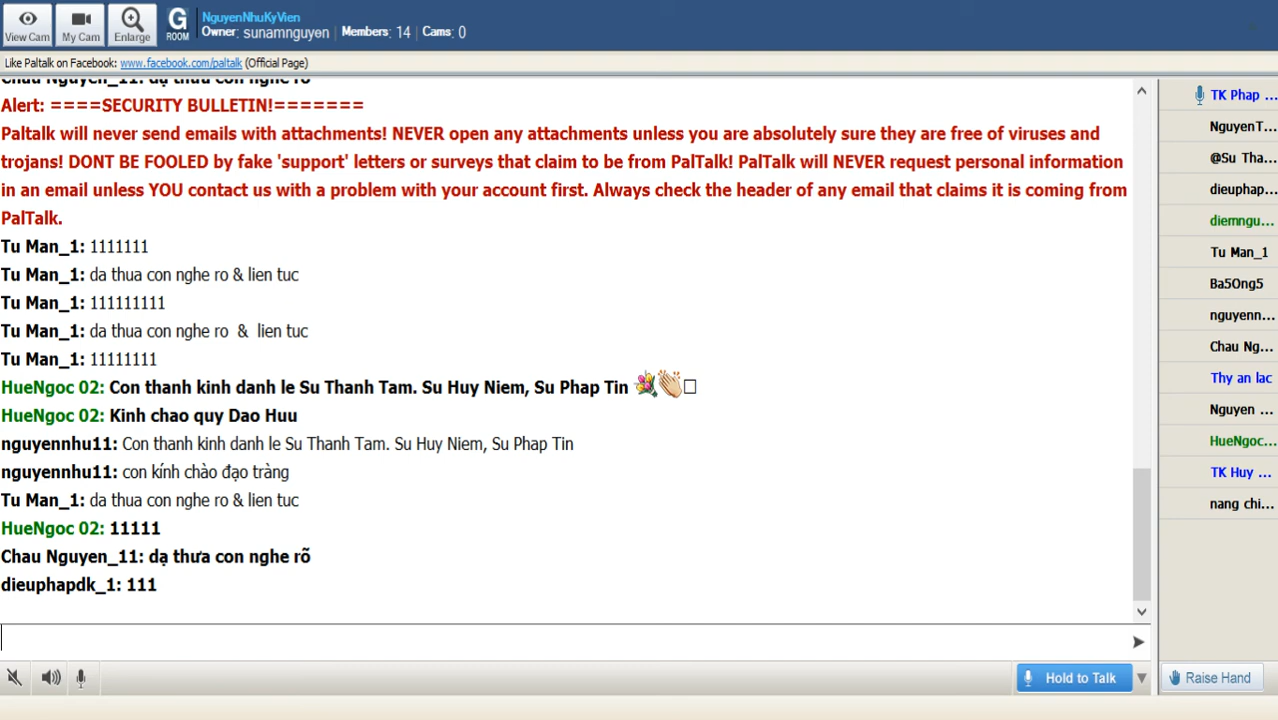 View Cam
My Cam
Enlarge
G
ROOM
NguyenNhuKyVien
Owner: sunamnguyen Members: 14 Cams: 0
Like Paltalk on Facebook: www.facebook.com/paltalk (Official Page)
Chau Nguyen_11: dạ thưa con nghe rõ
Alert: ====SECURITY BULLETIN!=======
Paltalk will never send emails with attachments! NEVER open any attachments unless you are absolutely sure they are free of viruses and
trojans! DONT BE FOOLED by fake 'support' letters or surveys that claim to be from PalTalk! PalTalk will NEVER request personal information
in an email unless YOU contact us with a problem with your account first. Always check the header of any email that claims it is coming from
PalTalk.
Tu Man_1: 1111111
Tu Man_1: da thua con nghe ro & lien tuc
Tu Man_1: 111111111
Tu Man_1: da thua con nghe ro & lien tuc
Tu Man_1: 11111111
HueNgoc 02: Con thanh kinh danh le Su Thanh Tam. Su Huy Niem, Su Phap Tin
HueNgoc 02: Kinh chao quy Dao Huu
nguyennhu11: Con thanh kinh danh le Su Thanh Tam. Su Huy Niem, Su Phap Tin
nguyennhu11: con kính chào đạo tràng
Tu Man_1: da thua con nghe ro & lien tuc
HueNgoc 02: 11111
Chau Nguyen_11: dạ thưa con nghe rõ
dieuphapdk_1: 111
Hold to Talk
TK Phap ...
NguyenT...
@Su Tha...
dieuphap...
diemngu...
Tu Man_1
Ba5Ong5
nguyenn...
Chau Ng...
Thy an lac
Nguyen ...
HueNgoc...
TK Huy ...
nang chi...
Raise Hand